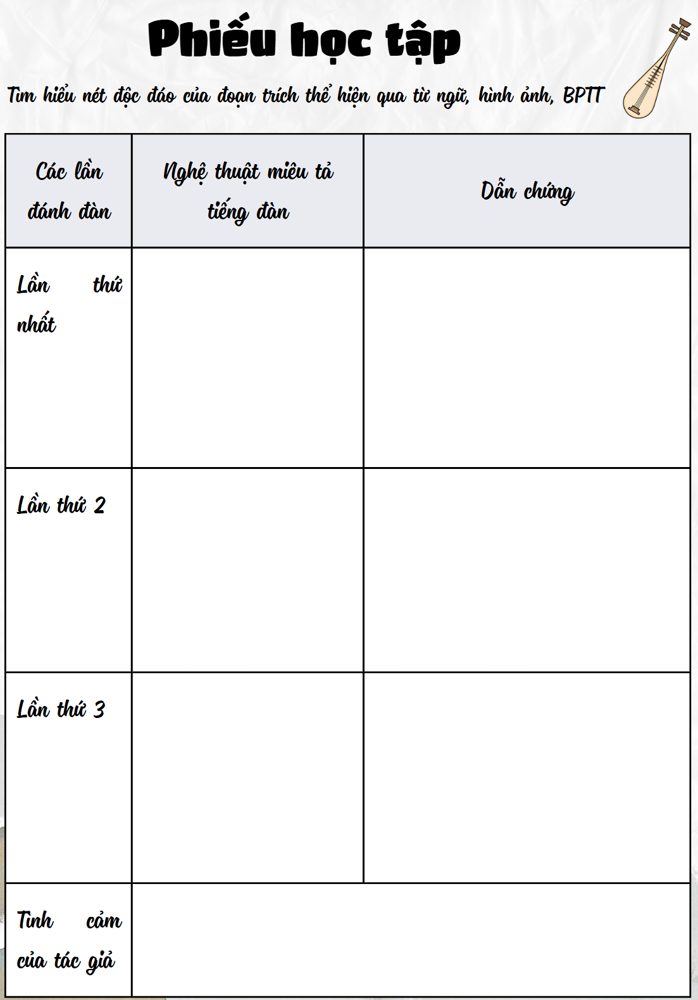 Phiếu học tập
Tìm hiểu nét độc đáo của đoạn trích thể hiện qua từ ngữ, hình ảnh, BPTT
Các lần
đánh đàn
Nghệ thuật miêu tả
tiếng đàn
Dẫn chứng
Lần thứ
nhất
Lần thứ 2
Lần thứ 3
Tình cảm
của tác giả